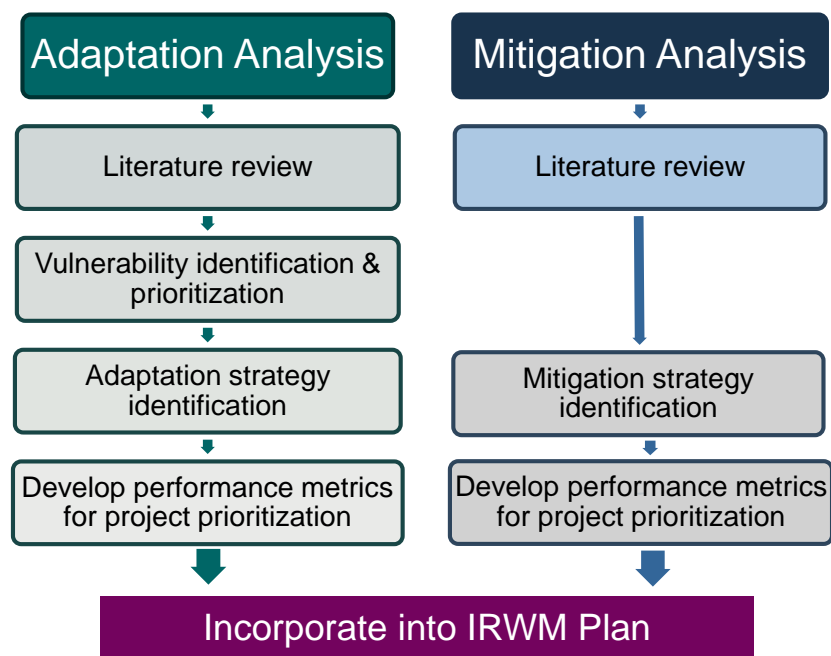 Adaptation Analysis
Literature review
Vulnerability identification &
prioritization
Adaptation strategy
identification
Develop performance metrics
for project prioritization
Mitigation Analysis
Literature review
Mitigation strategy
identification
Develop performance metrics
for project prioritization
Incorporate into IRWM Plan